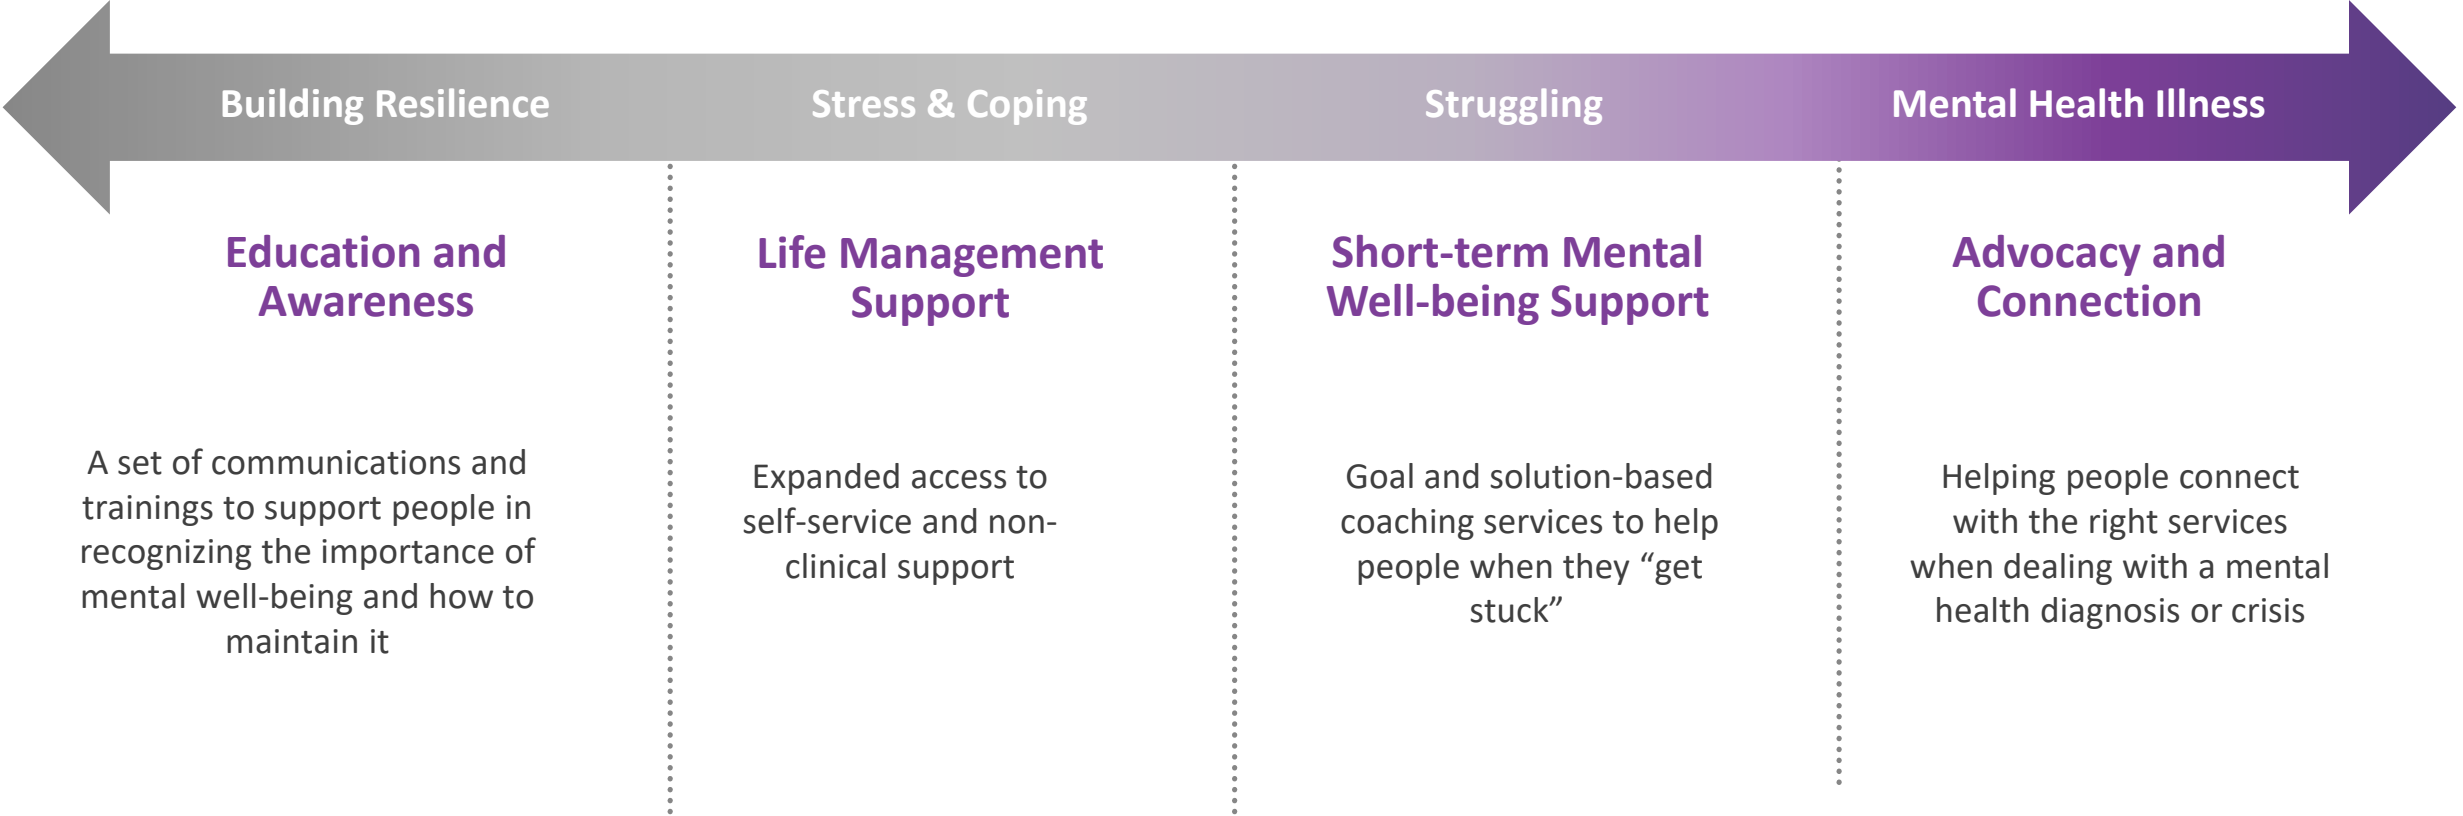 Building Resilience
Stress & Coping
Struggling
Mental Health Illness
Education and
Awareness
A set of communications and
trainings to support people in
recognizing the importance of
mental well-being and how to
maintain it
Life Management
Support
Expanded access to
self-service and non-
clinical support
Short-term Mental
Well-being Support
Goal and solution-based
coaching services to help
people when they “get
stuck”
Advocacy and
Connection
Helping people connect
with the right services
when dealing with a mental
health diagnosis or crisis